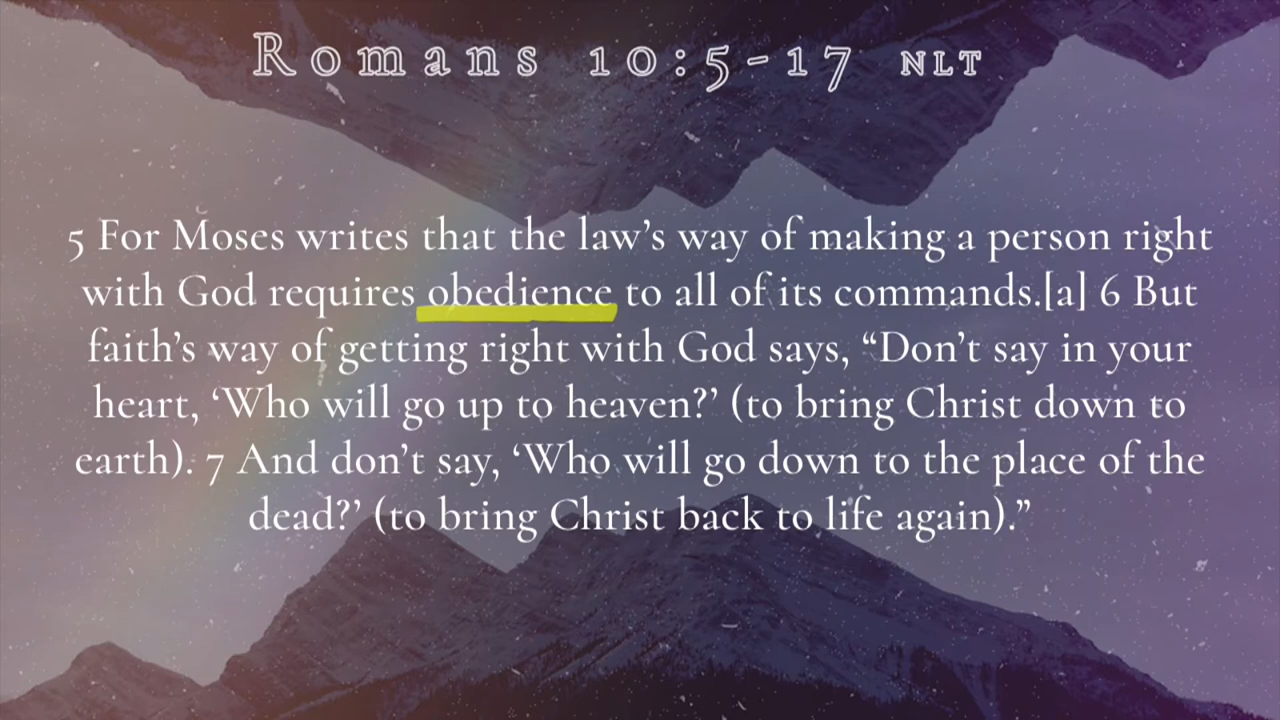 Romans 10:5-17 NLT
5 For Moses writes that the law’s way of making a person right
with God requires obedience to all of its commands.[a] 6 But
faith’s way of getting right with God says, “Don’t say in your
heart, ‘Who will go up to heaven?’ (to bring Christ down to
earth). 7 And don’t say, ‘Who will go down to the place of the
dead?’ (to bring Christ back to life again).”